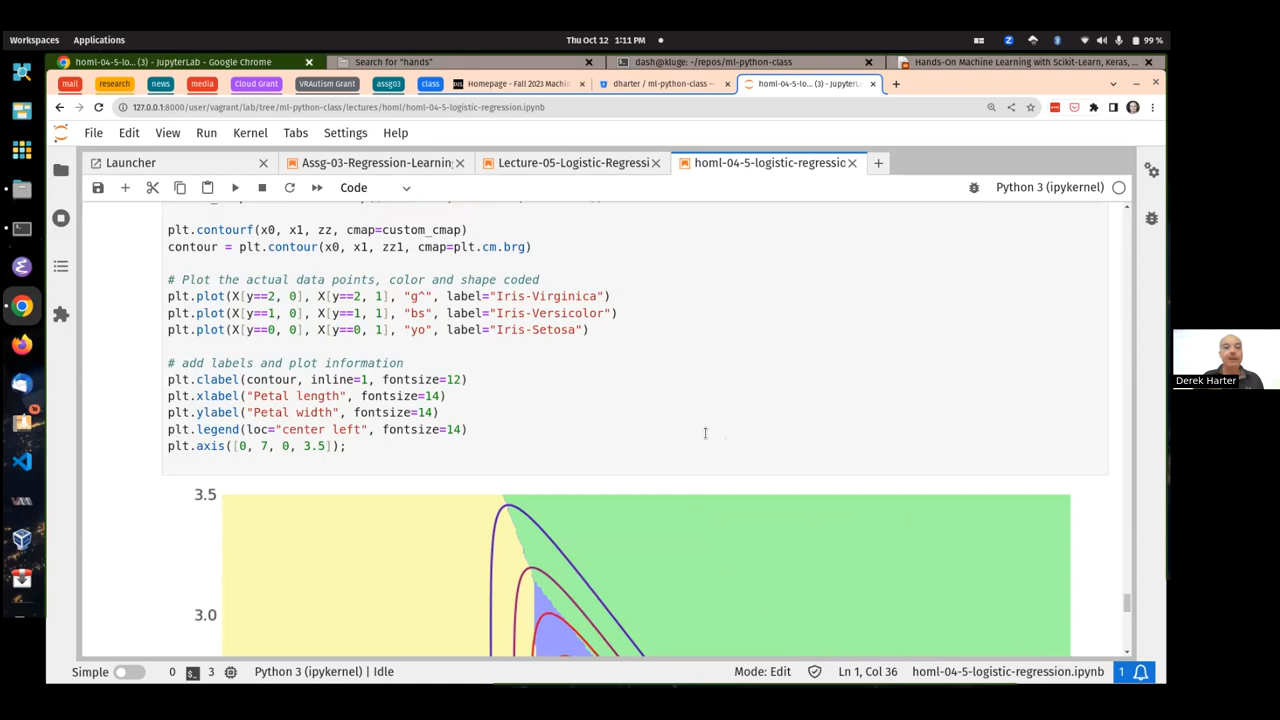 Workspaces Applications Thu Oct 12 1:11 PM 99 %
homl-04-5-lo... (3) - JupyterLab - Google Chrome × Search for "hands" × dash@kluge: ~/repos/ml-python-class × Hands-On Machine Learning with Scikit-Learn, Keras, ... ×
mail research news media Cloud Grant VRAutism Grant assg03 class Homepage - Fall 2023 Machin × dharter / ml-python-class — × homl-04-5-lo... (3) - JupyterL × +
127.0.0.1:8000/user/vagrant/lab/tree/ml-python-class/lectures/homl/homl-04-5-logistic-regression.ipynb
File Edit View Run Kernel Tabs Settings Help
Launcher × Assg-03-Regression-Learning × Lecture-05-Logistic-Regressi × homl-04-5-logistic-regressio × +
Code Python 3 (ipykernel)
plt.contourf(x0, x1, zz, cmap=custom_cmap)
contour = plt.contour(x0, x1, zz1, cmap=plt.cm.brg)
# Plot the actual data points, color and shape coded
plt.plot(X[y==2, 0], X[y==2, 1], "g^", label="Iris-Virginica")
plt.plot(X[y==1, 0], X[y==1, 1], "bs", label="Iris-Versicolor")
plt.plot(X[y==0, 0], X[y==0, 1], "yo", label="Iris-Setosa")
# add labels and plot information
plt.clabel(contour, inline=1, fontsize=12)
plt.xlabel("Petal length", fontsize=14)
plt.ylabel("Petal width", fontsize=14)
plt.legend(loc="center left", fontsize=14)
plt.axis([0, 7, 0, 3.5]);
3.5
3.0
Derek Harter
Simple 0 3 Python 3 (ipykernel) | Idle Mode: Edit Ln 1, Col 36 homl-04-5-logistic-regression.ipynb 1